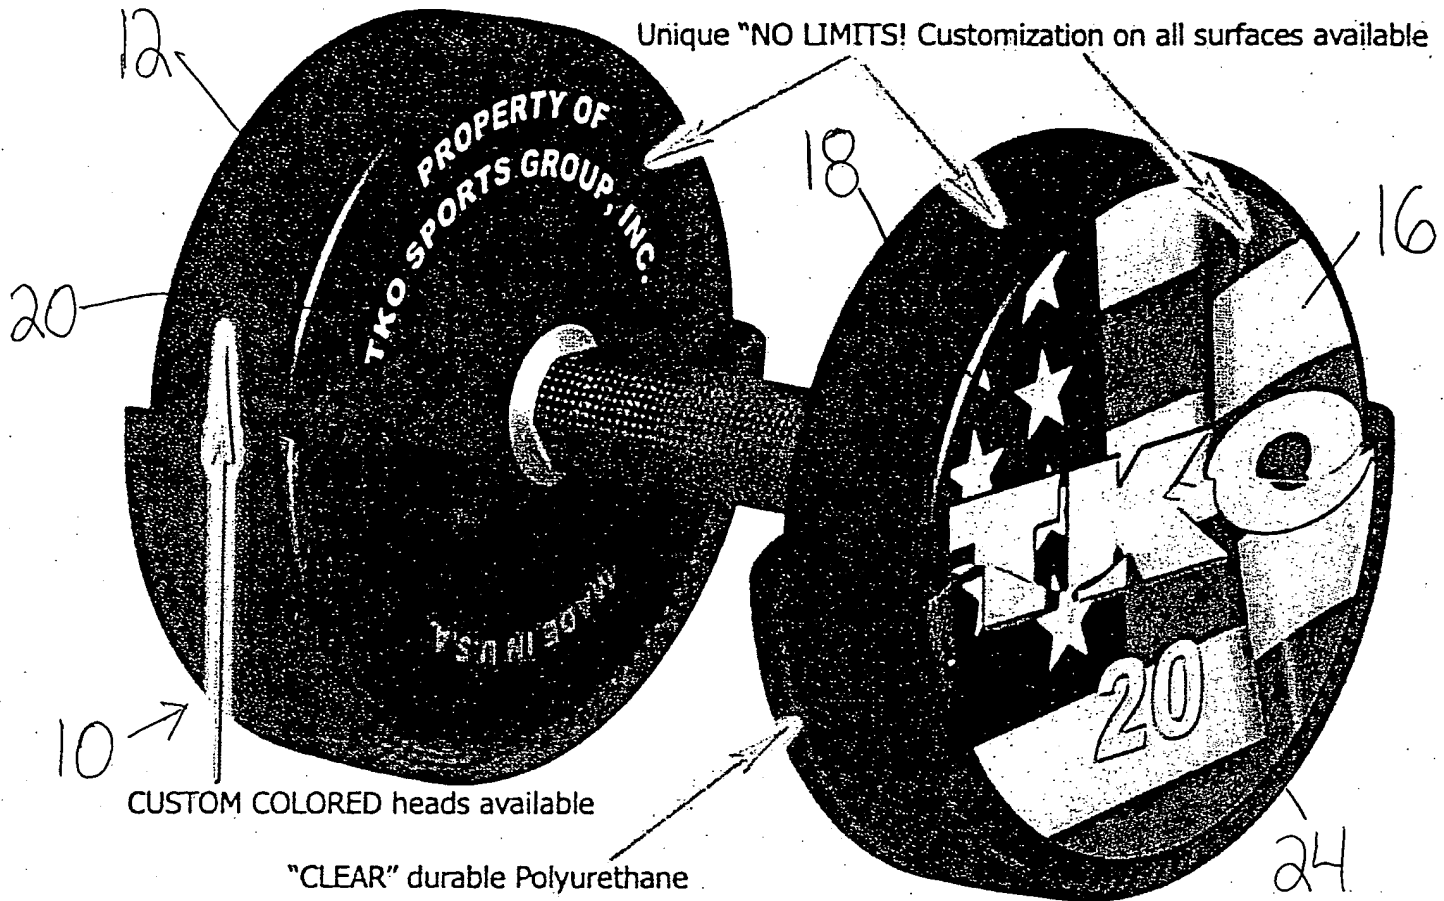 12
Unique "NO LIMITS! Customization on all surfaces available
PROPERTY OF
TKO SPORTS GROUP, INC.
18
16
20
TKO
MADE IN U.S.A.
20
10
CUSTOM COLORED heads available
24
"CLEAR" durable Polyurethane